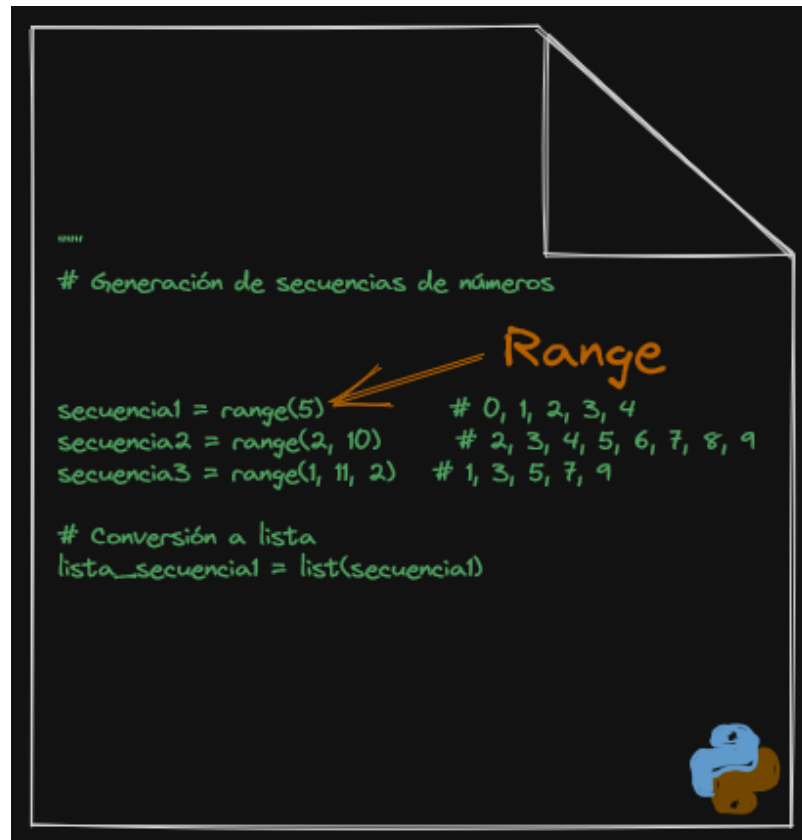 """
# Generación de secuencias de números
Range
secuencia1 = range(5) # 0, 1, 2, 3, 4
secuencia2 = range(2, 10) # 2, 3, 4, 5, 6, 7, 8, 9
secuencia3 = range(1, 11, 2) # 1, 3, 5, 7, 9
# Conversión a lista
lista_secuencia1 = list(secuencia1)